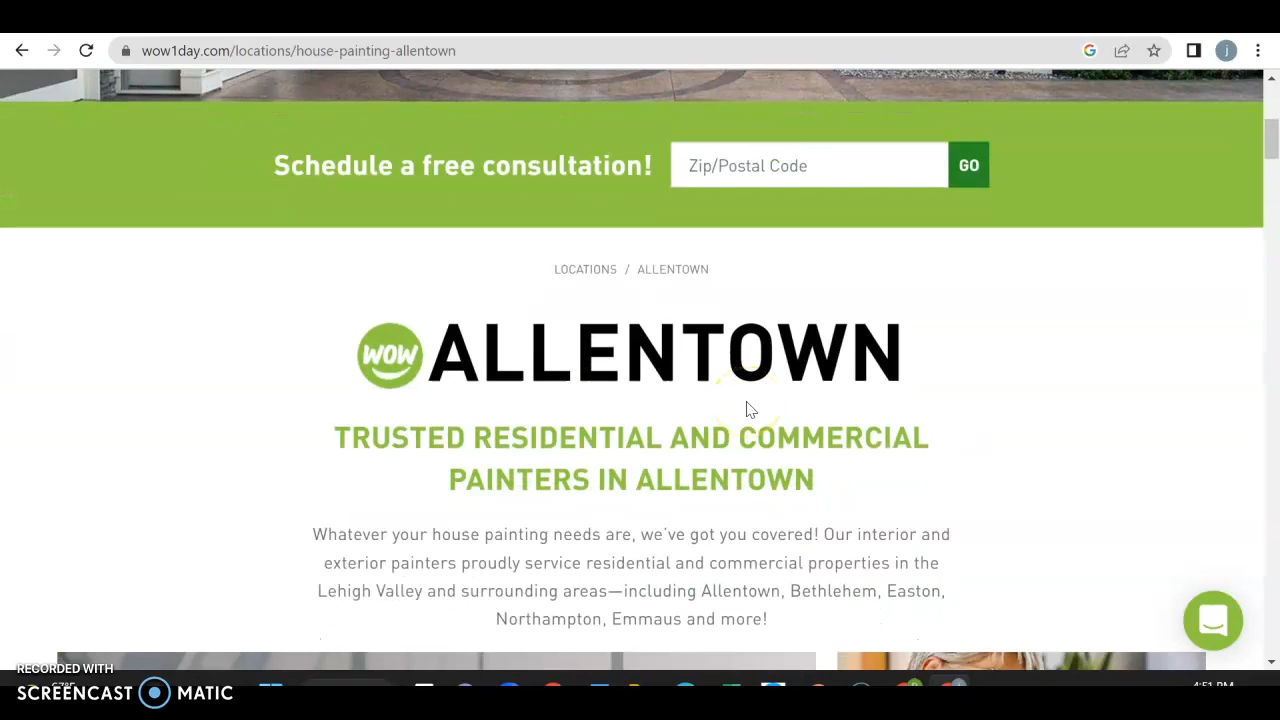 wow1day.com/locations/house-painting-allentown
j
Schedule a free consultation!
Zip/Postal Code
GO
LOCATIONS / ALLENTOWN
WOW ALLENTOWN
TRUSTED RESIDENTIAL AND COMMERCIAL
PAINTERS IN ALLENTOWN
Whatever your house painting needs are, we've got you covered! Our interior and
exterior painters proudly service residential and commercial properties in the
Lehigh Valley and surrounding areas—including Allentown, Bethlehem, Easton,
Northampton, Emmaus and more!
RECORDED WITH
SCREENCAST MATIC
4:51 PM